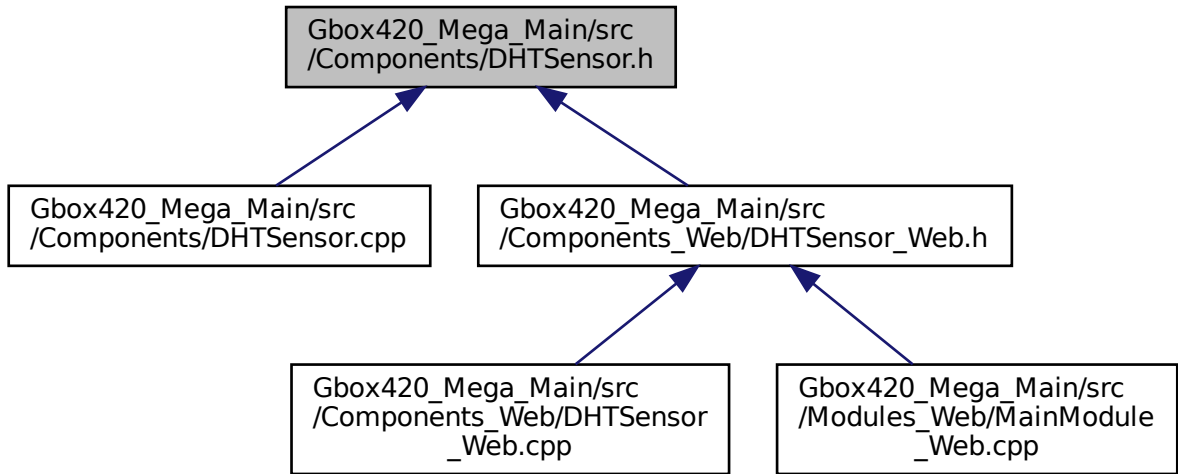 Gbox420_Mega_Main/src
/Components/DHTSensor.h
Gbox420_Mega_Main/src
/Components/DHTSensor.cpp
Gbox420_Mega_Main/src
/Components_Web/DHTSensor_Web.h
Gbox420_Mega_Main/src
/Components_Web/DHTSensor
_Web.cpp
Gbox420_Mega_Main/src
/Modules_Web/MainModule
_Web.cpp